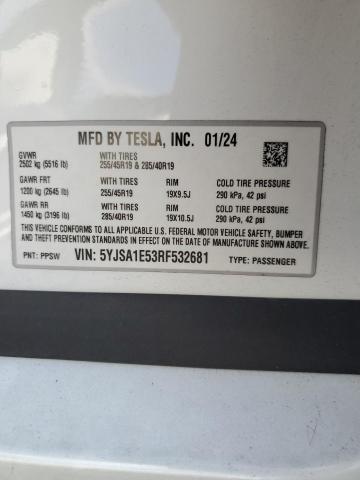 MFD BY TESLA, INC. 01/24
GVWR WITH TIRES
2502 kg (5516 lb) 255/45R19 & 285/40R19
GAWR FRT WITH TIRES RIM COLD TIRE PRESSURE
1200 kg (2645 lb) 255/45R19 19X9.5J 290 kPa, 42 psi
GAWR RR WITH TIRES RIM COLD TIRE PRESSURE
1450 kg (3196 lb) 285/40R19 19X10.5J 290 kPa, 42 psi
THIS VEHICLE CONFORMS TO ALL APPLICABLE U.S. FEDERAL MOTOR VEHICLE SAFETY, BUMPER
AND THEFT PREVENTION STANDARDS IN EFFECT ON THE DATE OF MANUFACTURE SHOWN ABOVE.
PNT: PPSW VIN: 5YJSA1E53RF532681 TYPE: PASSENGER